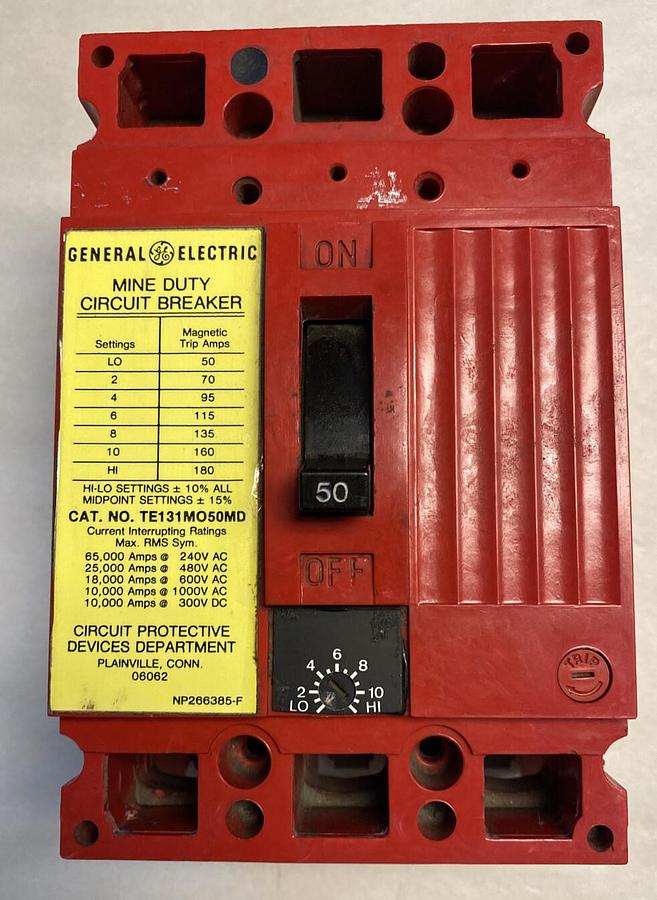 GENERAL GE ELECTRIC
MINE DUTY
CIRCUIT BREAKER
Settings Magnetic Trip Amps
LO 50
2 70
4 95
6 115
8 135
10 160
HI 180
HI-LO SETTINGS ± 10% ALL
MIDPOINT SETTINGS ± 15%
CAT. NO. TE131MO50MD
Current Interrupting Ratings
Max. RMS Sym.
65,000 Amps @ 240V AC
25,000 Amps @ 480V AC
18,000 Amps @ 600V AC
10,000 Amps @ 1000V AC
10,000 Amps @ 300V DC
CIRCUIT PROTECTIVE
DEVICES DEPARTMENT
PLAINVILLE, CONN.
06062
NP266385-F
ON
50
OFF
6
4 8
2 10
LO HI
TRIP